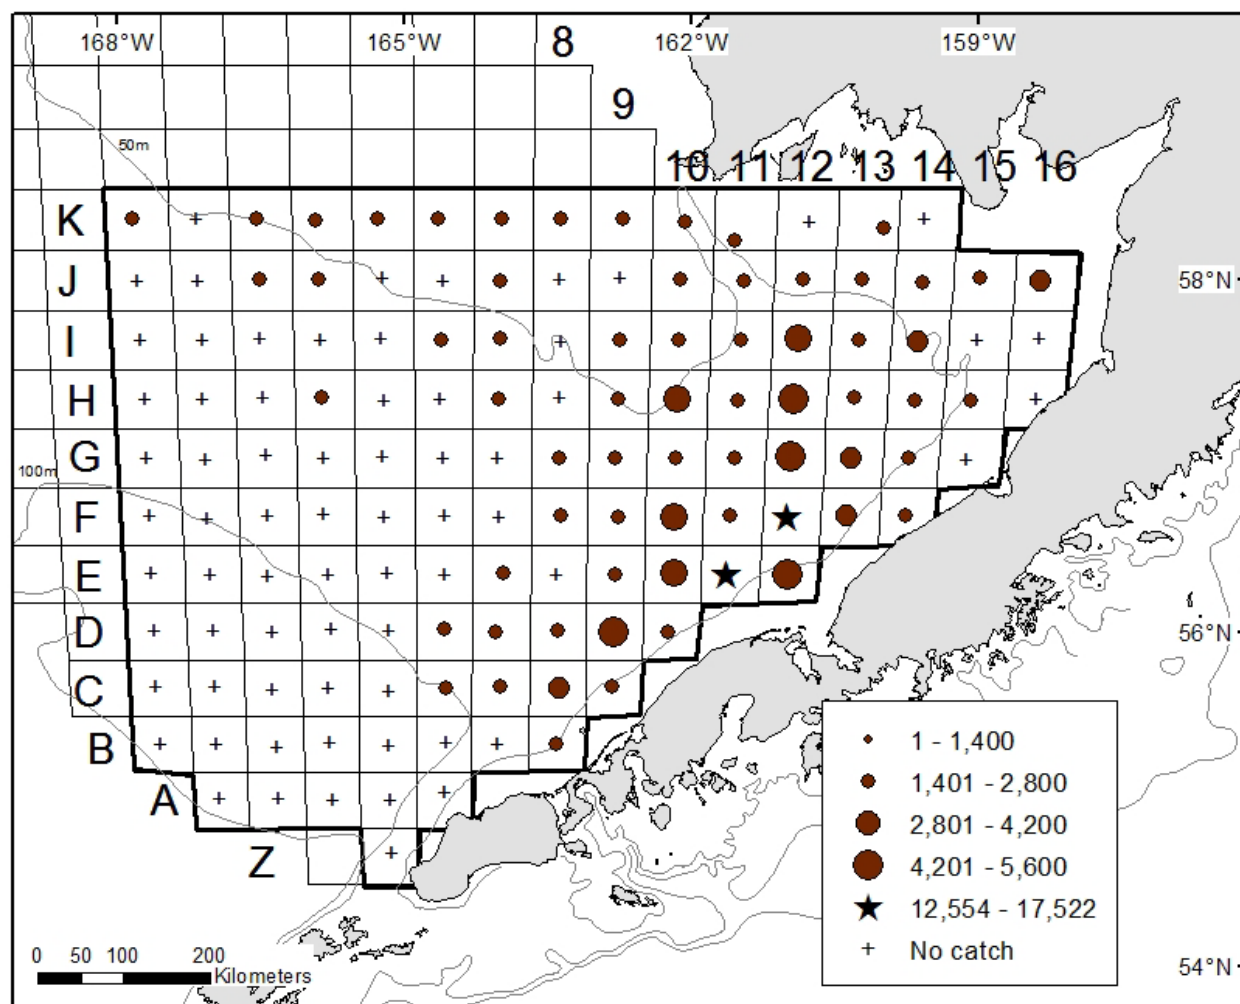 168°W 165°W 162°W 159°W
8
9
50m
10 11 12 13 14 15 16
K
J
58°N
I
H
G
100m
F
E
D
56°N
C
B
A
Z
1 - 1,400
1,401 - 2,800
2,801 - 4,200
4,201 - 5,600
12,554 - 17,522
No catch
0 50 100 200
Kilometers
54°N